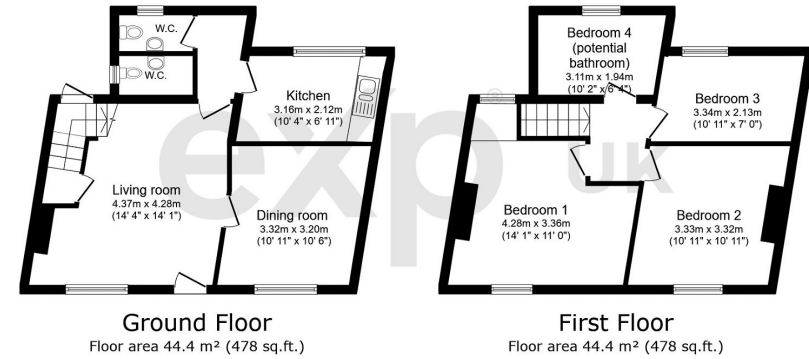 W.C.
W.C.
Kitchen
3.16m x 2.12m
(10' 4" x 6' 11")
Living room
4.37m x 4.28m
(14' 4" x 14' 1")
Dining room
3.32m x 3.20m
(10' 11" x 10' 6")
Ground Floor
Floor area 44.4 m² (478 sq.ft.)
Bedroom 4
(potential
bathroom)
3.11m x 1.94m
(10' 2" x 6' 4")
Bedroom 3
3.34m x 2.13m
(10' 11" x 7' 0")
Bedroom 1
4.28m x 3.36m
(14' 1" x 11' 0")
Bedroom 2
3.33m x 3.32m
(10' 11" x 10' 11")
First Floor
Floor area 44.4 m² (478 sq.ft.)
exp UK